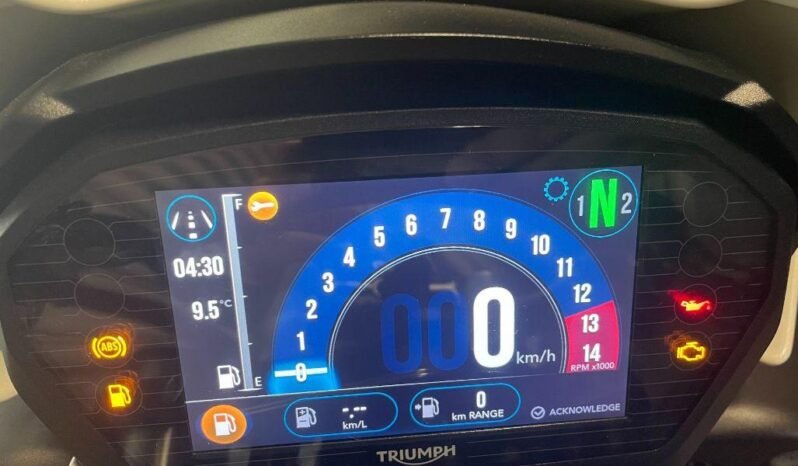 F
04:30
9.5 °C
E
0
1
2
3
4
5
6
7
8
9
10
11
12
13
14
RPM x1000
1 N 2
000 km/h
ABS
-.--
km/L
0
km RANGE
ACKNOWLEDGE
TRIUMPH